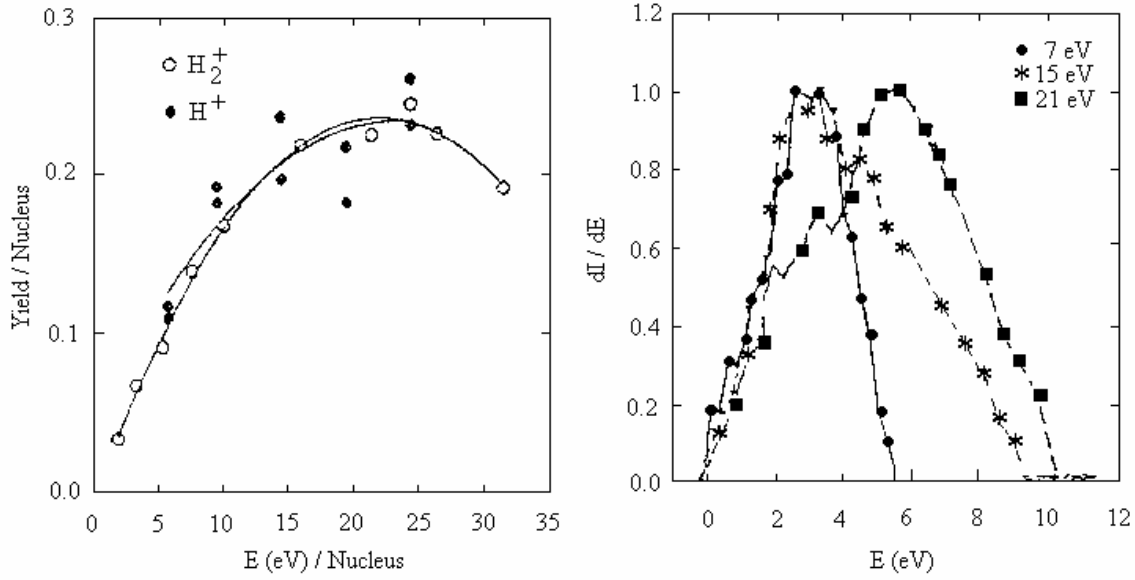 0.3
0.2
0.1
0.0
Yield / Nucleus
H2+
H+
0 5 10 15 20 25 30 35
E (eV) / Nucleus
1.2
1.0
0.8
0.6
0.4
0.2
0.0
dI / dE
7 eV
15 eV
21 eV
0 2 4 6 8 10 12
E (eV)